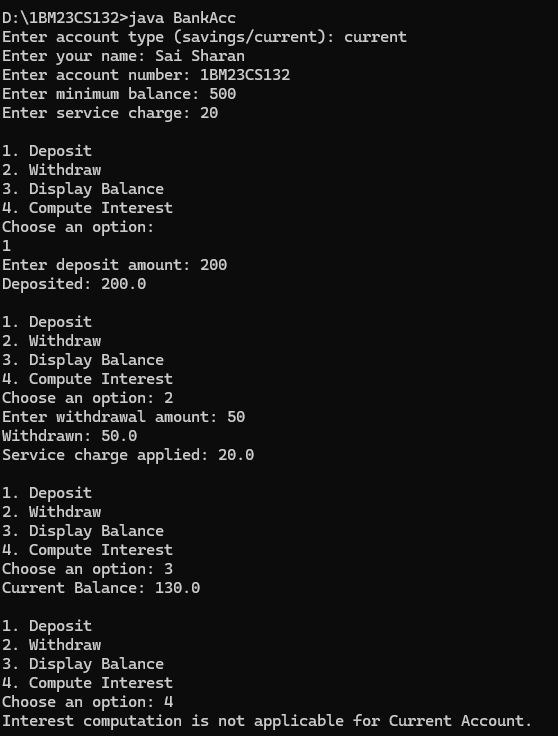 D:\1BM23CS132>java BankAcc
Enter account type (savings/current): current
Enter your name: Sai Sharan
Enter account number: 1BM23CS132
Enter minimum balance: 500
Enter service charge: 20

1. Deposit
2. Withdraw
3. Display Balance
4. Compute Interest
Choose an option:
1
Enter deposit amount: 200
Deposited: 200.0

1. Deposit
2. Withdraw
3. Display Balance
4. Compute Interest
Choose an option: 2
Enter withdrawal amount: 50
Withdrawn: 50.0
Service charge applied: 20.0

1. Deposit
2. Withdraw
3. Display Balance
4. Compute Interest
Choose an option: 3
Current Balance: 130.0

1. Deposit
2. Withdraw
3. Display Balance
4. Compute Interest
Choose an option: 4
Interest computation is not applicable for Current Account.